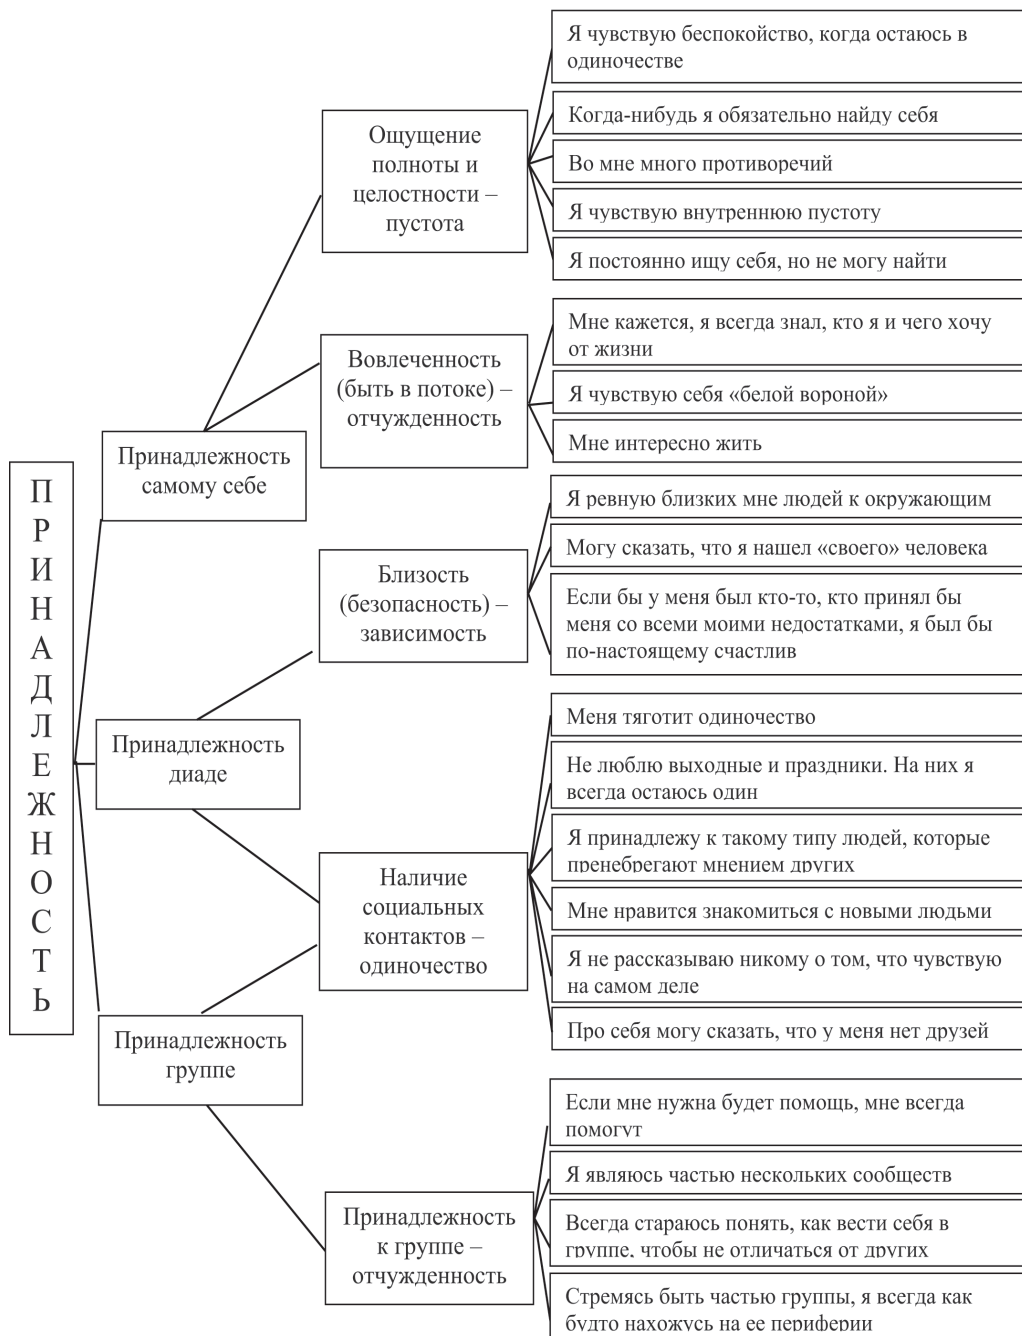 ПРИНАДЛЕЖНОСТЬ
Принадлежность
самому себе
Ощущение
полноты и
целостности –
пустота
Я чувствую беспокойство, когда остаюсь в
одиночестве
Когда-нибудь я обязательно найду себя
Во мне много противоречий
Я чувствую внутреннюю пустоту
Я постоянно ищу себя, но не могу найти
Вовлеченность
(быть в потоке) –
отчужденность
Мне кажется, я всегда знал, кто я и чего хочу
от жизни
Я чувствую себя «белой вороной»
Мне интересно жить
Принадлежность
диаде
Близость
(безопасность) –
зависимость
Я ревную близких мне людей к окружающим
Могу сказать, что я нашел «своего» человека
Если бы у меня был кто-то, кто принял бы
меня со всеми моими недостатками, я был бы
по-настоящему счастлив
Наличие
социальных
контактов –
одиночество
Меня тяготит одиночество
Не люблю выходные и праздники. На них я
всегда остаюсь один
Я принадлежу к такому типу людей, которые
пренебрегают мнением других
Мне нравится знакомиться с новыми людьми
Я не рассказываю никому о том, что чувствую
на самом деле
Про себя могу сказать, что у меня нет друзей
Принадлежность
группе
Принадлежность
к группе –
отчужденность
Если мне нужна будет помощь, мне всегда
помогут
Я являюсь частью нескольких сообществ
Всегда стараюсь понять, как вести себя в
группе, чтобы не отличаться от других
Стремясь быть частью группы, я всегда как
будто нахожусь на ее периферии